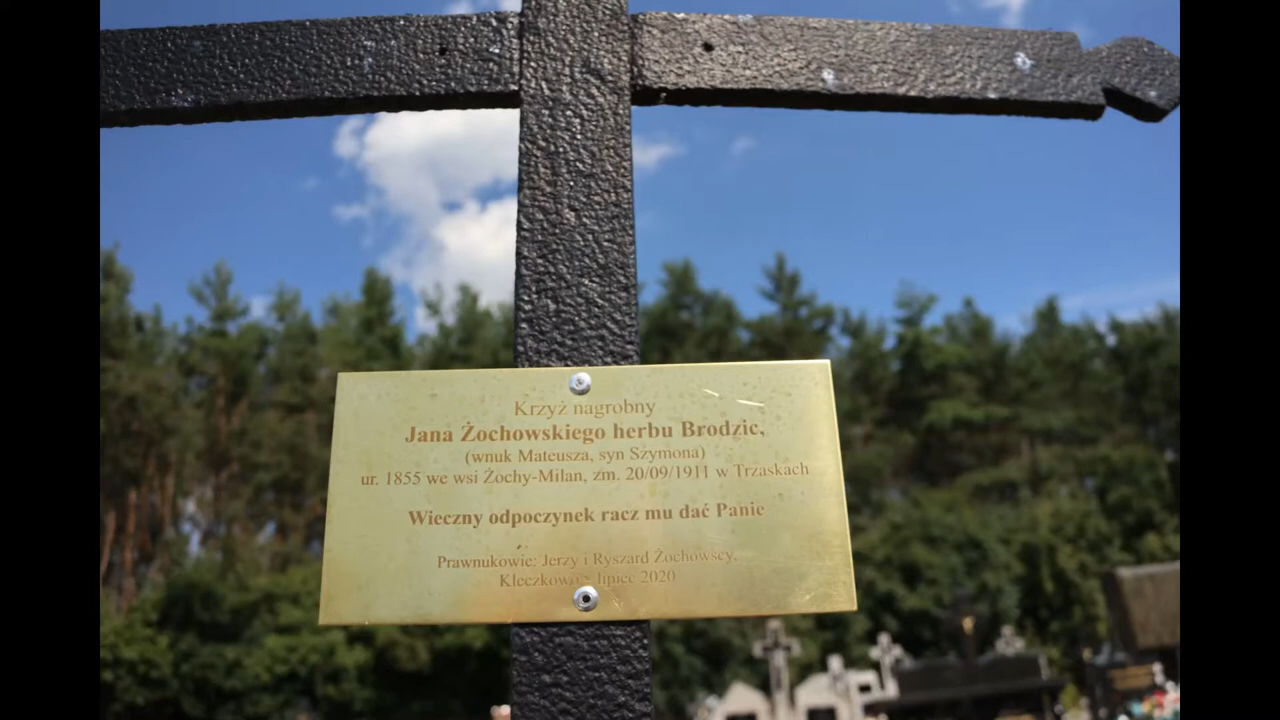 Krzyż nagrobny
Jana Żochowskiego herbu Brodzic,
(wnuk Mateusza, syn Szymona)
ur. 1855 we wsi Żochy-Milan, zm. 20/09/1911 w Trzaskach
Wieczny odpoczynek racz mu dać Panie
Prawnukowie: Jerzy i Ryszard Żochowscy,
Kleczkowo - lipiec 2020